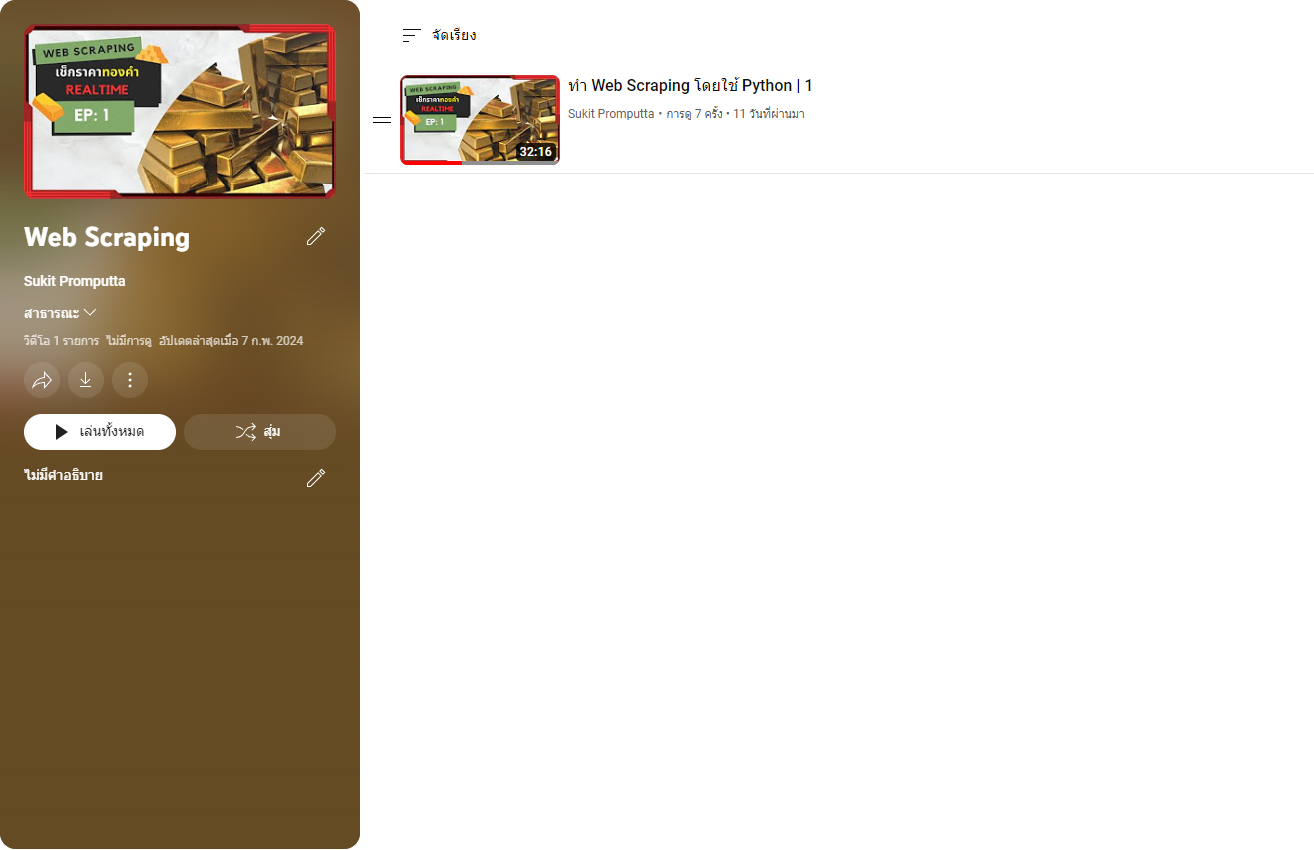 WEB SCRAPING
เช็กราคาทองคำ
REALTIME
EP: 1
Web Scraping
Sukit Promputta
สาธารณะ
วิดีโอ 1 รายการ ไม่มีการดู อัปเดตล่าสุดเมื่อ 7 ก.พ. 2024
เล่นทั้งหมด
สุ่ม
ไม่มีคำอธิบาย
จัดเรียง
WEB SCRAPING
เช็กราคาทองคำ
REALTIME
EP: 1
32:16
ทำ Web Scraping โดยใช้ Python | 1
Sukit Promputta • การดู 7 ครั้ง • 11 วันที่ผ่านมา